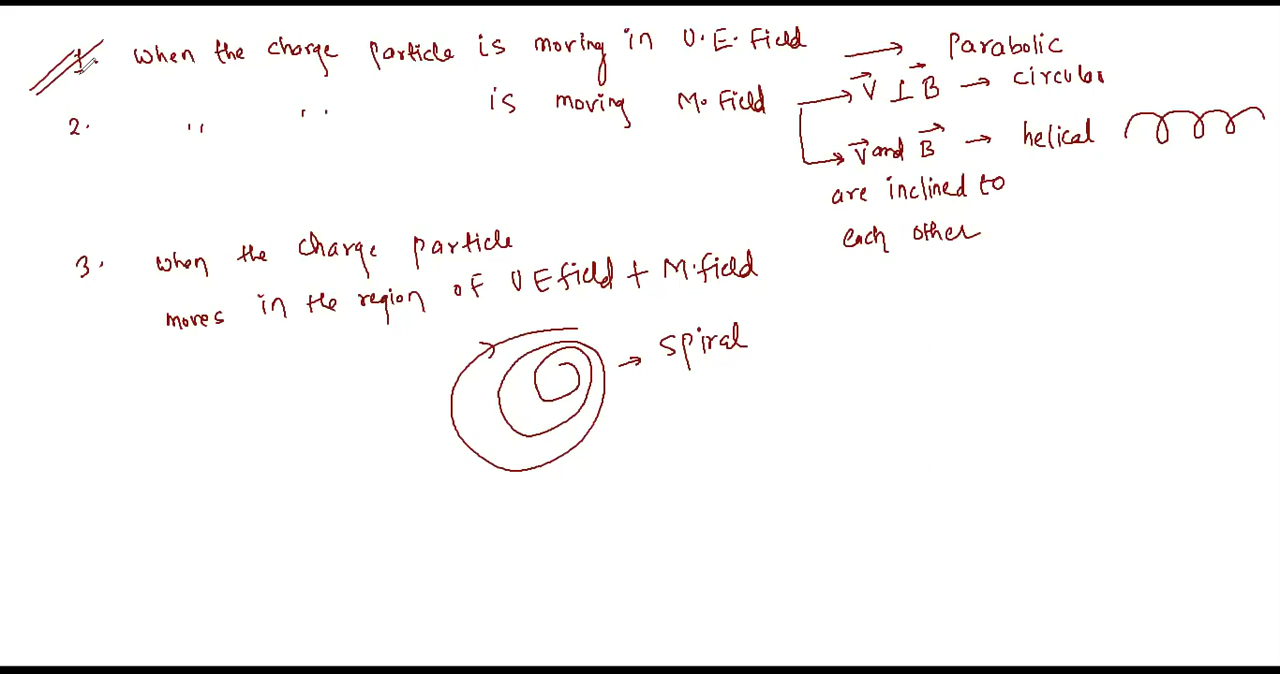 1. When the charge particle is moving in U.E. Field → Parabolic
2. " " is moving M. Field → V ⊥ B → circular
→ V and B → helical
are inclined to
each other
3. When the charge particle
moves in the region of U E field + M. field
→ spiral